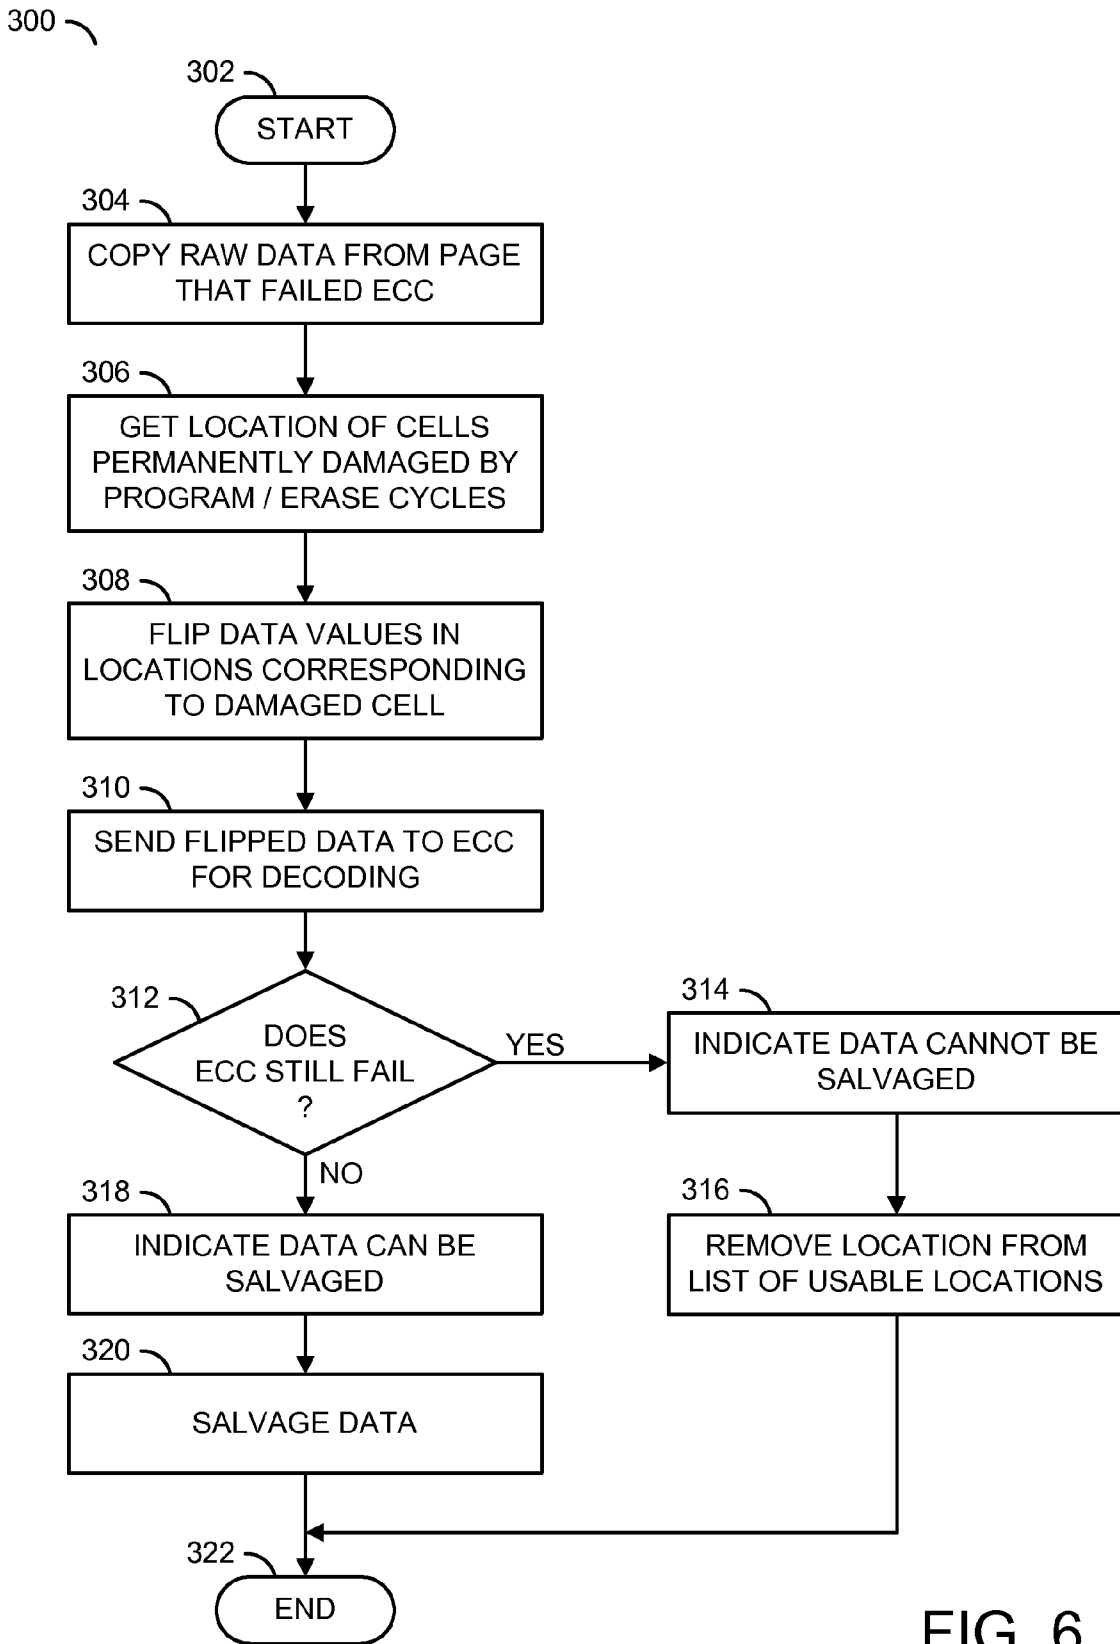 300
302
START
304
COPY RAW DATA FROM PAGE
THAT FAILED ECC
306
GET LOCATION OF CELLS
PERMANENTLY DAMAGED BY
PROGRAM / ERASE CYCLES
308
FLIP DATA VALUES IN
LOCATIONS CORRESPONDING
TO DAMAGED CELL
310
SEND FLIPPED DATA TO ECC
FOR DECODING
312
DOES
ECC STILL FAIL
?
YES
314
INDICATE DATA CANNOT BE
SALVAGED
NO
316
REMOVE LOCATION FROM
LIST OF USABLE LOCATIONS
318
INDICATE DATA CAN BE
SALVAGED
320
SALVAGE DATA
322
END
FIG. 6